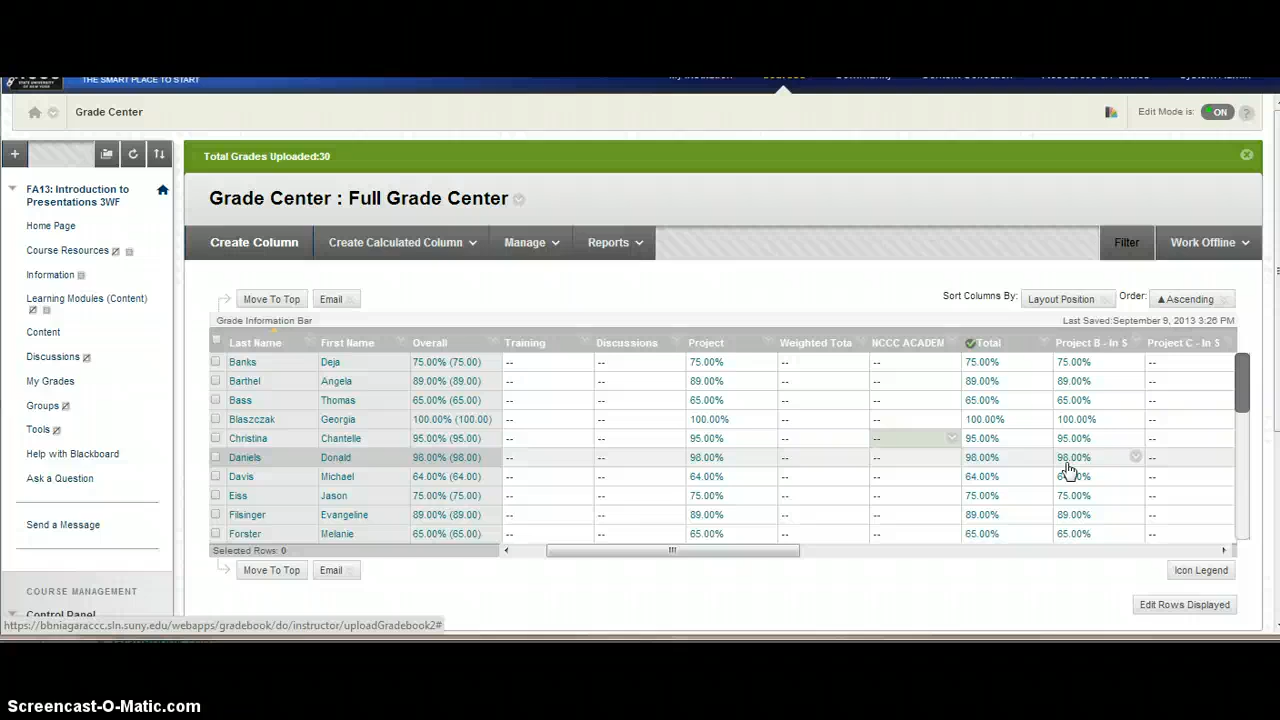 THE SMART PLACE TO START
Grade Center
Edit Mode is: ON ?
Total Grades Uploaded:30
FA13: Introduction to
Presentations 3WF
Home Page
Course Resources
Information
Learning Modules (Content)
Content
Discussions
My Grades
Groups
Tools
Help with Blackboard
Ask a Question
Send a Message
COURSE MANAGEMENT
Control Panel
Grade Center : Full Grade Center
Create Column Create Calculated Column Manage Reports Filter Work Offline
Move To Top Email Sort Columns By: Layout Position Order: ▲Ascending
Grade Information Bar Last Saved:September 9, 2013 3:26 PM
Last Name First Name Overall Training Discussions Project Weighted Tota NCCC ACADEM Total Project B - In S Project C - In S
Banks Deja 75.00% (75.00) -- -- 75.00% -- -- 75.00% 75.00% --
Barthel Angela 89.00% (89.00) -- -- 89.00% -- -- 89.00% 89.00% --
Bass Thomas 65.00% (65.00) -- -- 65.00% -- -- 65.00% 65.00% --
Blaszczak Georgia 100.00% (100.00) -- -- 100.00% -- -- 100.00% 100.00% --
Christina Chantelle 95.00% (95.00) -- -- 95.00% -- -- 95.00% 95.00% --
Daniels Donald 98.00% (98.00) -- -- 98.00% -- -- 98.00% 98.00% --
Davis Michael 64.00% (64.00) -- -- 64.00% -- -- 64.00% --
Eiss Jason 75.00% (75.00) -- -- 75.00% -- -- 75.00% 75.00% --
Filsinger Evangeline 89.00% (89.00) -- -- 89.00% -- -- 89.00% 89.00% --
Forster Melanie 65.00% (65.00) -- -- 65.00% -- -- 65.00% 65.00% --
Selected Rows: 0
Move To Top Email Icon Legend
Edit Rows Displayed
https://bbniagaraccc.sln.suny.edu/webapps/gradebook/do/instructor/uploadGradebook2#
Screencast-O-Matic.com